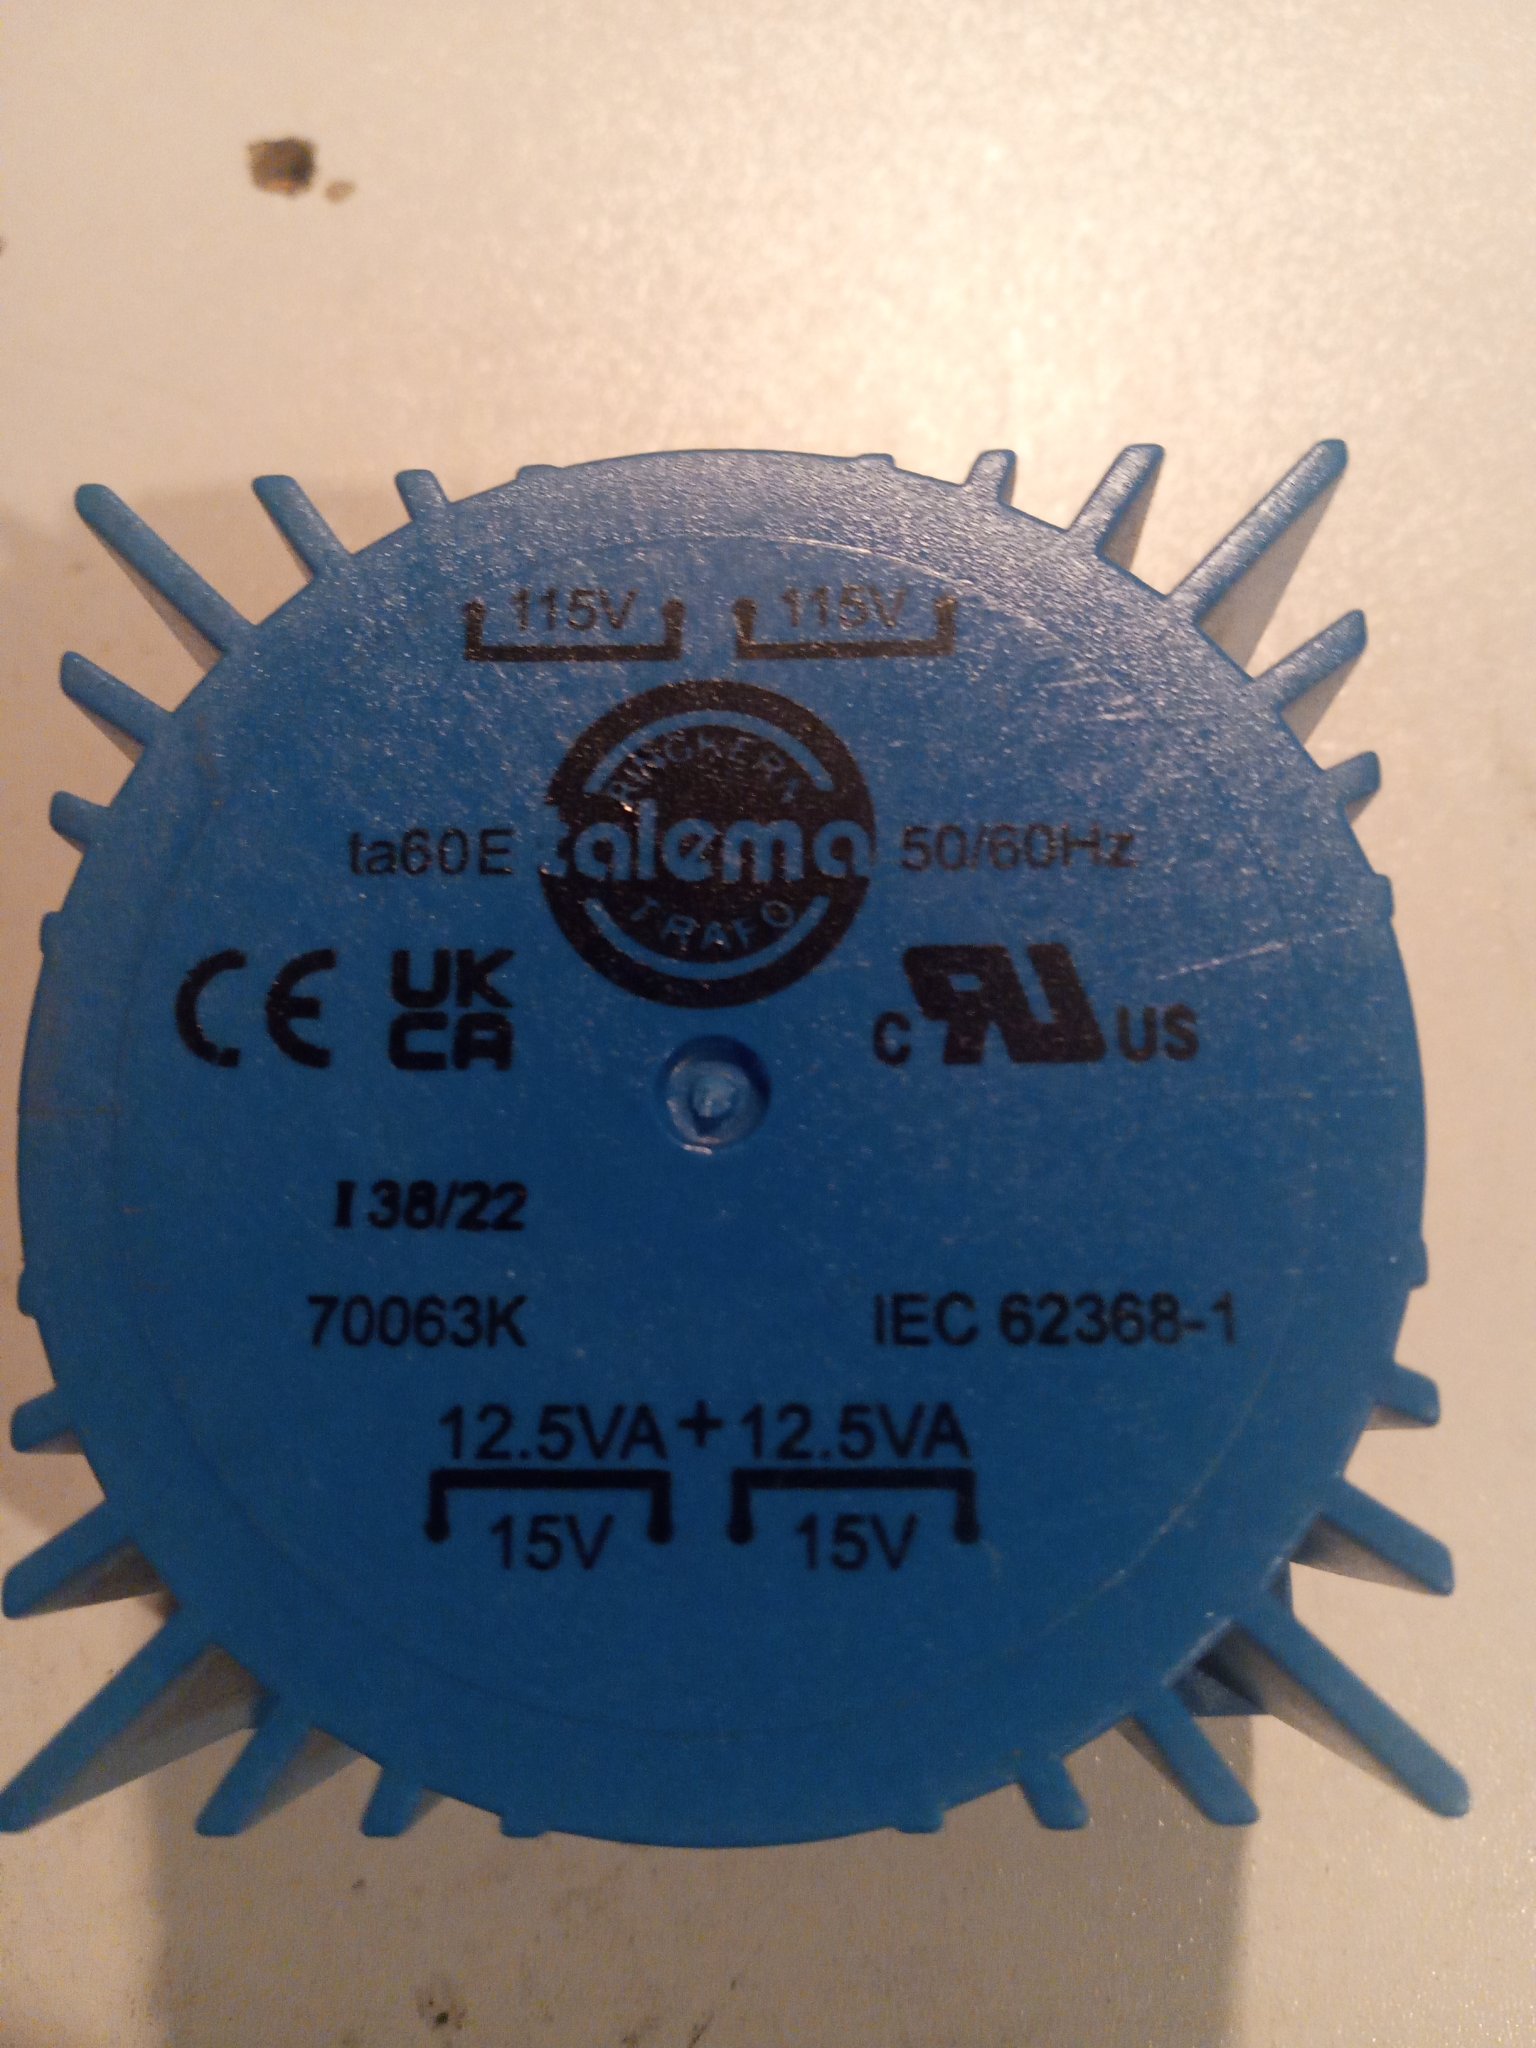 115V 115V
RINGKERN
ta60E talema 50/60Hz
TRAFO
CE UK CA c RU US
I 38/22
70063K IEC 62368-1
12.5VA + 12.5VA
15V 15V